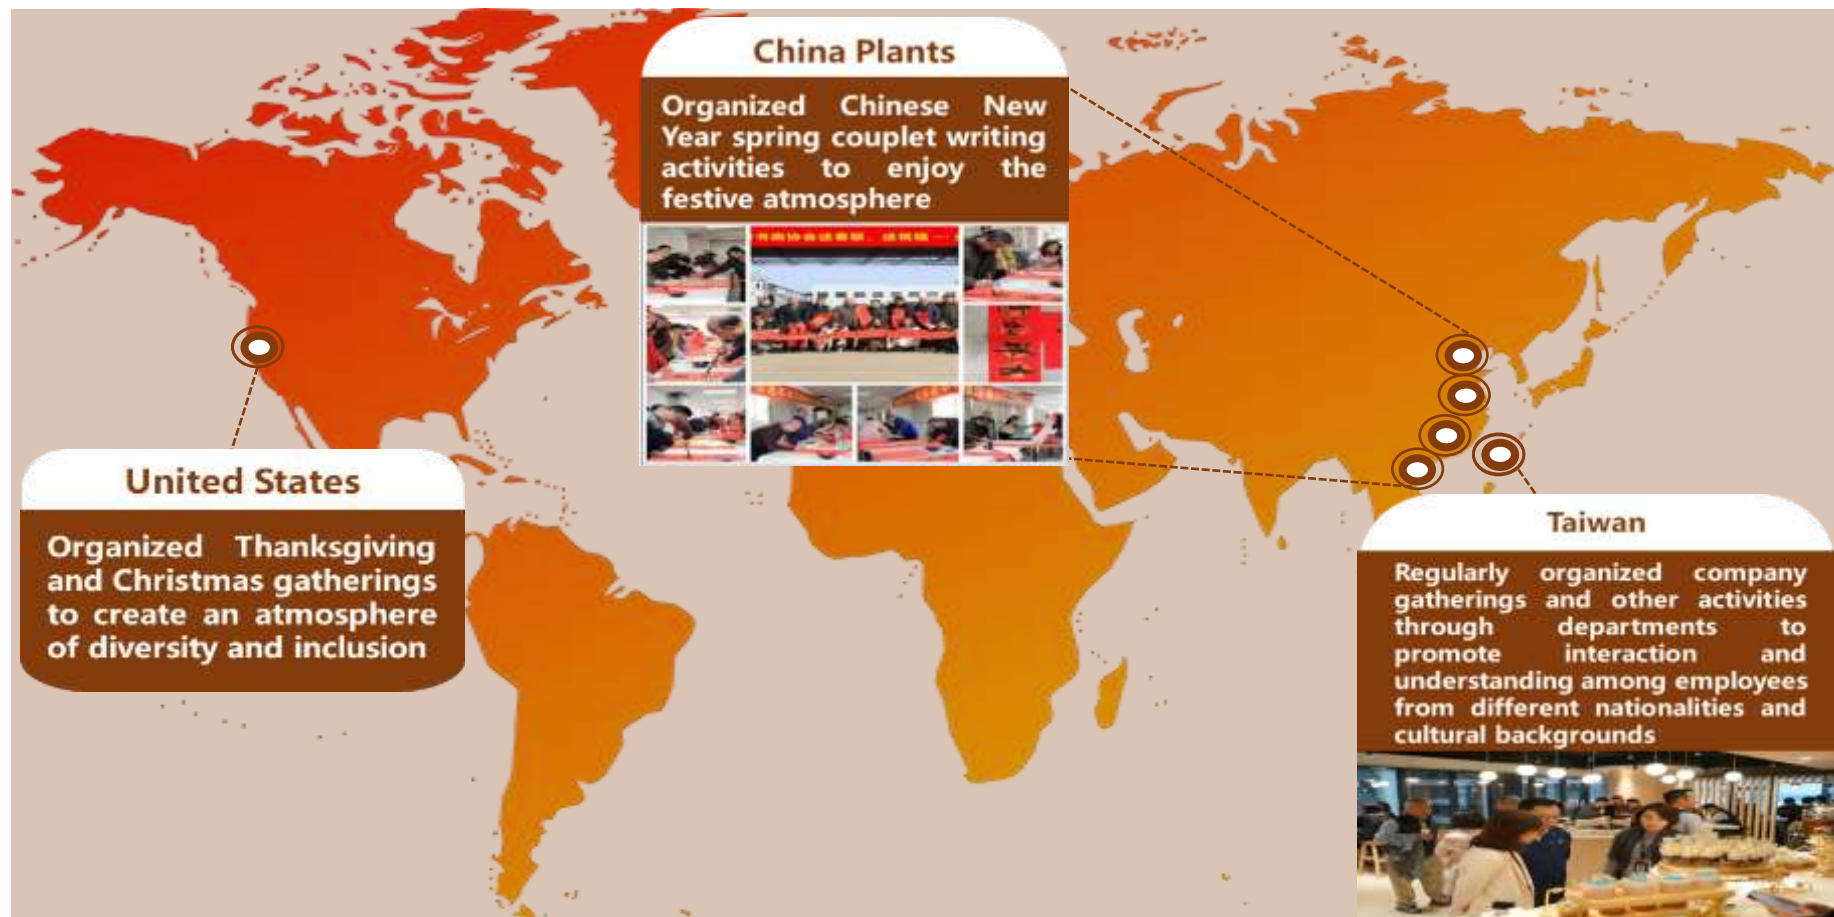 China Plants
Organized Chinese New
Year spring couplet writing
activities to enjoy the
festive atmosphere
United States
Organized Thanksgiving
and Christmas gatherings
to create an atmosphere
of diversity and inclusion
Taiwan
Regularly organized company
gatherings and other activities
through departments to
promote interaction and
understanding among employees
from different nationalities and
cultural backgrounds